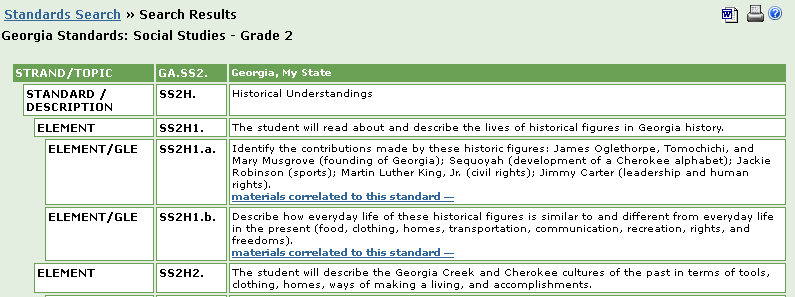 Standards Search » Search Results
Georgia Standards: Social Studies - Grade 2
STRAND/TOPIC GA.SS2. Georgia, My State
STANDARD / DESCRIPTION SS2H. Historical Understandings
ELEMENT SS2H1. The student will read about and describe the lives of historical figures in Georgia history.
ELEMENT/GLE SS2H1.a. Identify the contributions made by these historic figures: James Oglethorpe, Tomochichi, and
Mary Musgrove (founding of Georgia); Sequoyah (development of a Cherokee alphabet); Jackie
Robinson (sports); Martin Luther King, Jr. (civil rights); Jimmy Carter (leadership and human
rights).
materials correlated to this standard —
ELEMENT/GLE SS2H1.b. Describe how everyday life of these historical figures is similar to and different from everyday life
in the present (food, clothing, homes, transportation, communication, recreation, rights, and
freedoms).
materials correlated to this standard —
ELEMENT SS2H2. The student will describe the Georgia Creek and Cherokee cultures of the past in terms of tools,
clothing, homes, ways of making a living, and accomplishments.